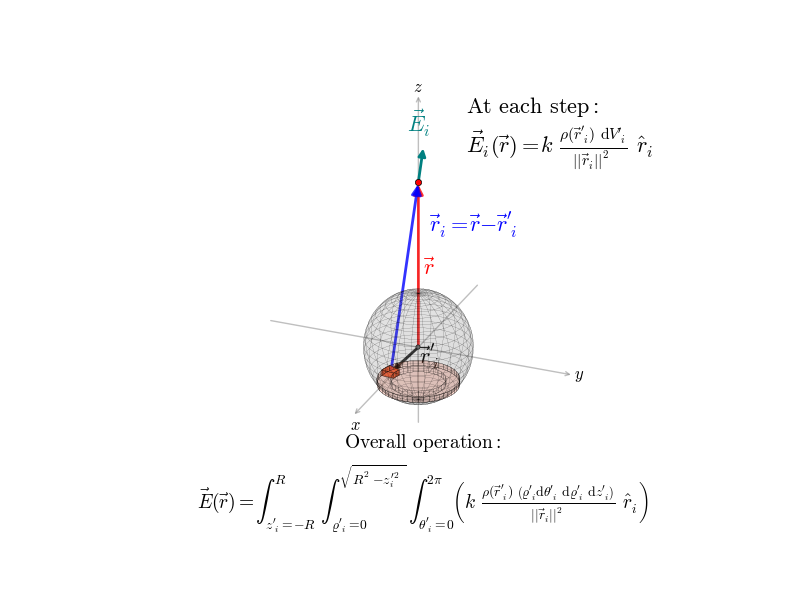 z
At each step:
$\vec{E}_i$
$\vec{E}_i(\vec{r}) = k \frac{\rho(\vec{r}'_i)\ \mathrm{d}V'_i}{||\vec{r}_i||^2}\ \hat{r}_i$
$\vec{r}_i = \vec{r} - \vec{r}'_i$
$\vec{r}$
$\vec{r}'_i$
y
x
Overall operation:
$\vec{E}(\vec{r}) = \int_{z'_i=-R}^{R} \int_{\varrho'_i=0}^{\sqrt{R^2 - z_i'^2}} \int_{\theta'_i=0}^{2\pi} \left( k \frac{\rho(\vec{r}'_i)\ (\varrho'_i \mathrm{d}\theta'_i\ \mathrm{d}\varrho'_i\ \mathrm{d}z'_i)}{||\vec{r}_i||^2}\ \hat{r}_i \right)$